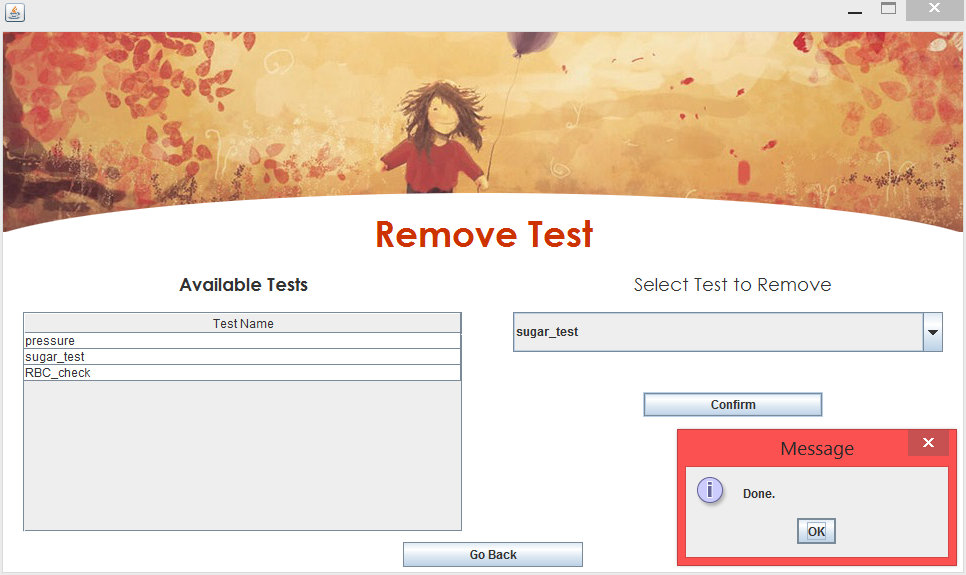 Remove Test
Available Tests
Select Test to Remove
Test Name
pressure
sugar_test
RBC_check
sugar_test
Confirm
Message
i
Done.
OK
Go Back